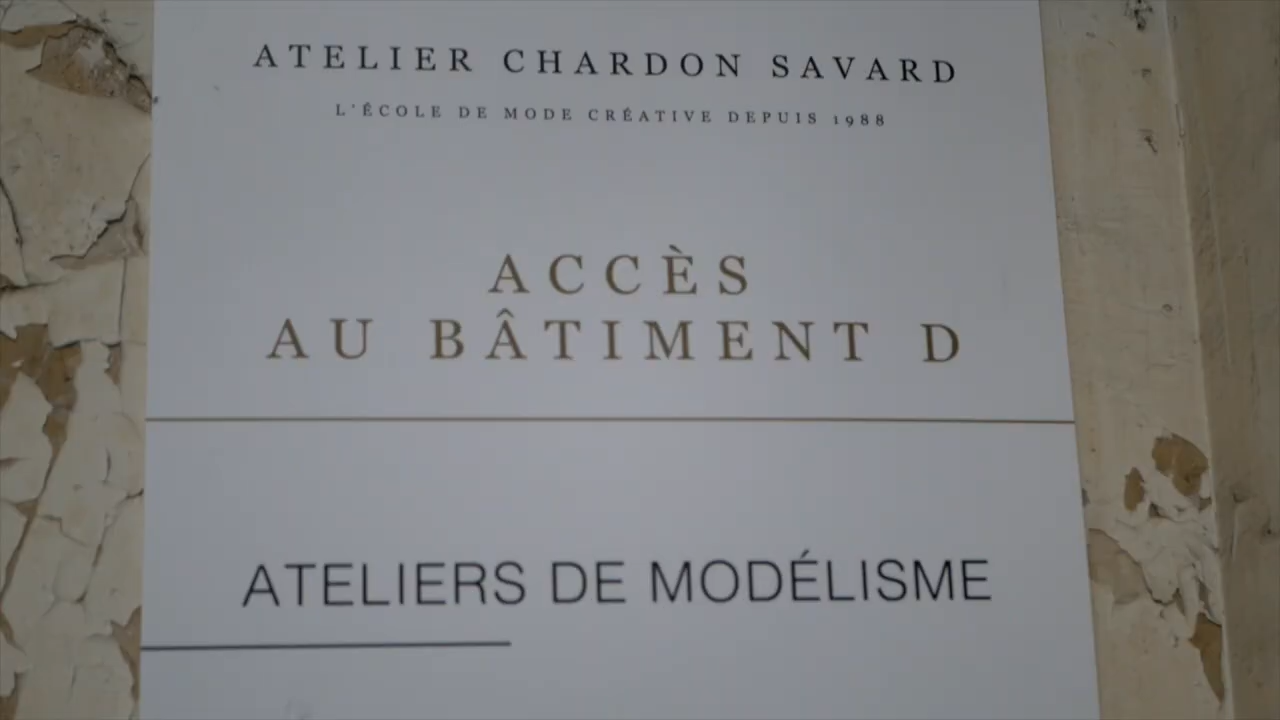 ATELIER CHARDON SAVARD
L'ÉCOLE DE MODE CRÉATIVE DEPUIS 1988
ACCÈS
AU BÂTIMENT D
ATELIERS DE MODÉLISME